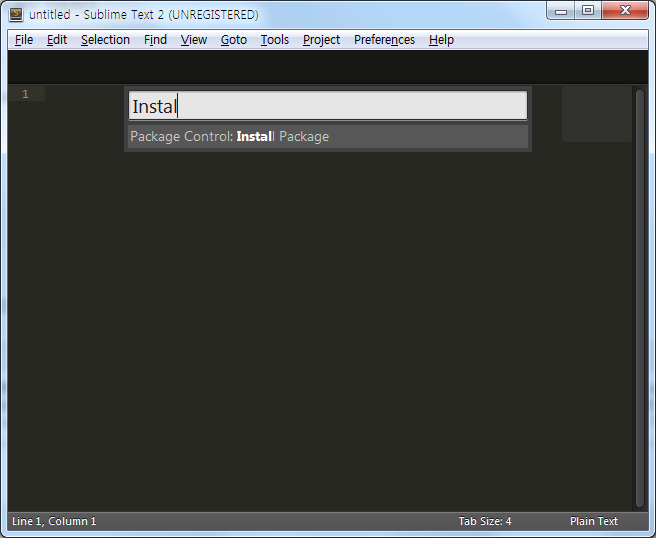 untitled - Sublime Text 2 (UNREGISTERED)
File Edit Selection Find View Goto Tools Project Preferences Help
1
Instal
Package Control: Install Package
Line 1, Column 1 Tab Size: 4 Plain Text